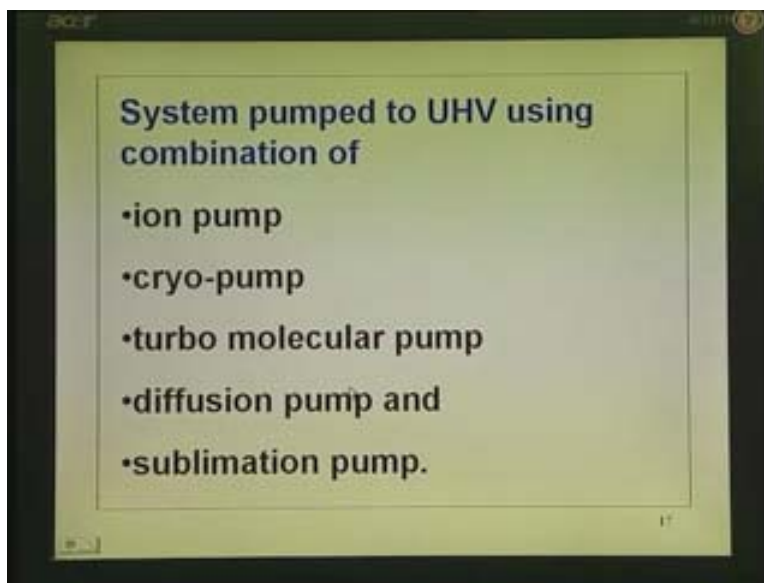 acer
System pumped to UHV using
combination of
•ion pump
•cryo-pump
•turbo molecular pump
•diffusion pump and
•sublimation pump.
17